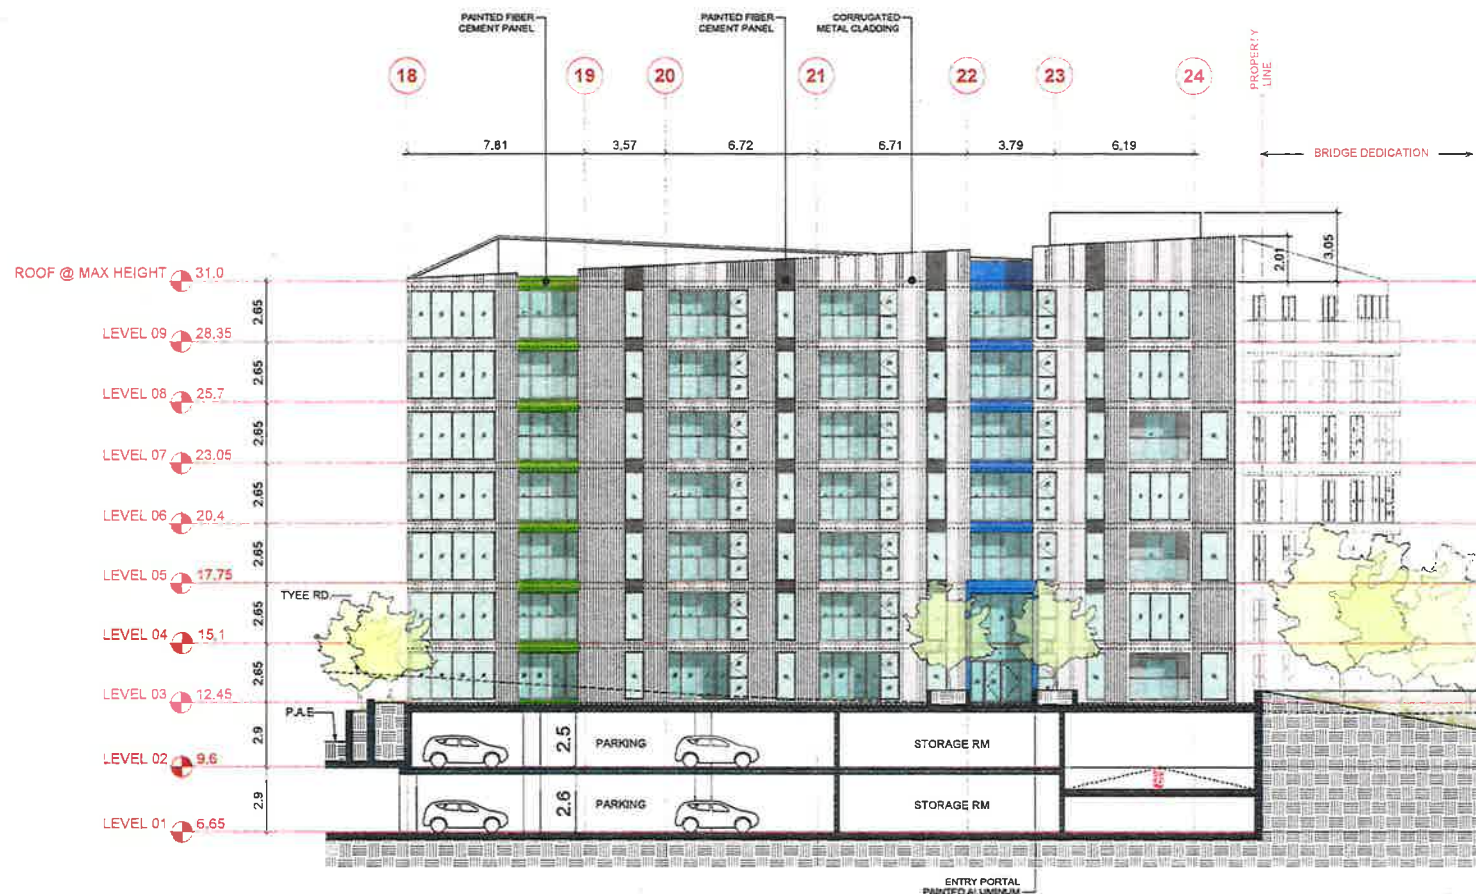 PAINTED FIBER
CEMENT PANEL
PAINTED FIBER
CEMENT PANEL
CORRUGATED
METAL CLADDING
PROPERTY
LINE
18
19
20
21
22
23
24
7.81
3.57
6.72
6.71
3.79
6.19
BRIDGE DEDICATION
2.01
3.05
ROOF @ MAX HEIGHT 31.0
2.65
LEVEL 09 28.35
2.65
LEVEL 08 25.7
2.65
LEVEL 07 23.05
2.65
LEVEL 06 20.4
2.65
LEVEL 05 17.75
TYEE RD.
2.65
LEVEL 04 15.1
2.65
LEVEL 03 12.45
P.A.E
2.9
2.5
PARKING
STORAGE RM
LEVEL 02 9.6
2.9
2.6
PARKING
STORAGE RM
LEVEL 01 6.65
ENTRY PORTAL
PAINTED ALUMINUM